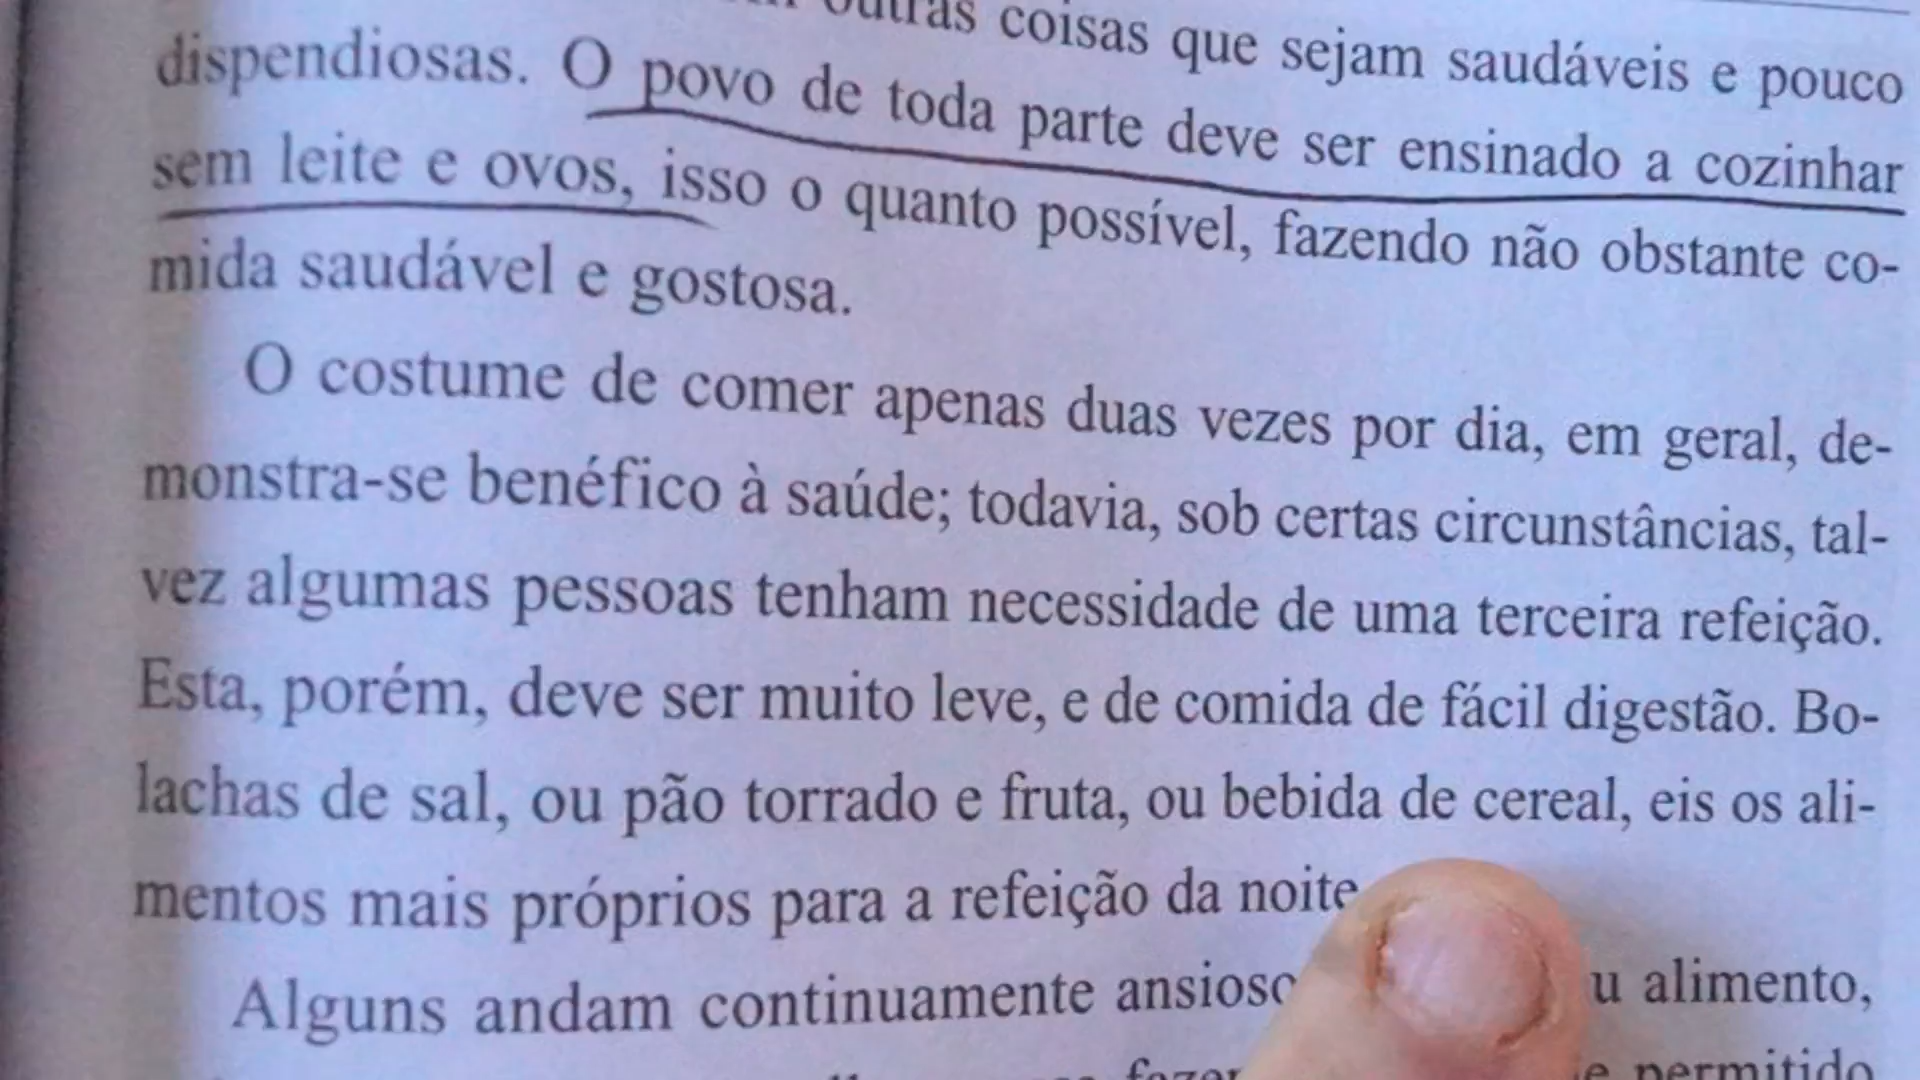 outras coisas que sejam saudáveis e pouco
dispendiosas. O povo de toda parte deve ser ensinado a cozinhar
sem leite e ovos, isso o quanto possível, fazendo não obstante co-
mida saudável e gostosa.
O costume de comer apenas duas vezes por dia, em geral, de-
monstra-se benéfico à saúde; todavia, sob certas circunstâncias, tal-
vez algumas pessoas tenham necessidade de uma terceira refeição.
Esta, porém, deve ser muito leve, e de comida de fácil digestão. Bo-
lachas de sal, ou pão torrado e fruta, ou bebida de cereal, eis os ali-
mentos mais próprios para a refeição da noite
Alguns andam continuamente alimento,
permitido